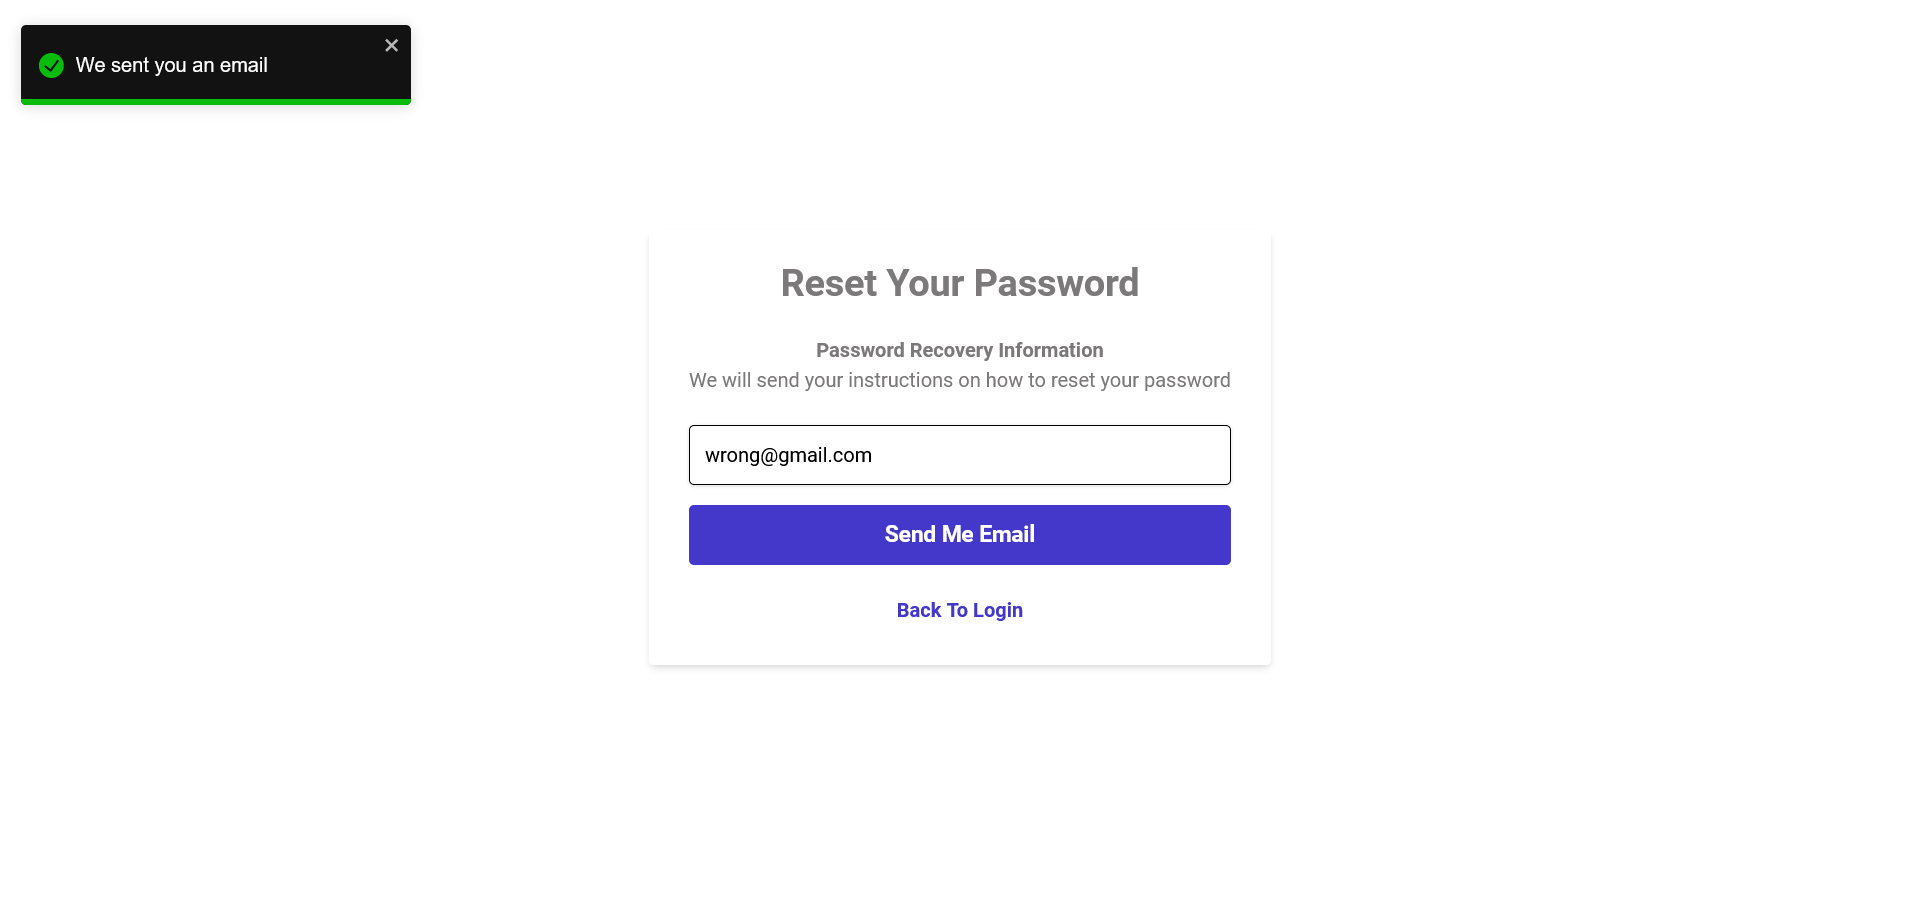 We sent you an email
Reset Your Password
Password Recovery Information
We will send your instructions on how to reset your password
wrong@gmail.com
Send Me Email
Back To Login